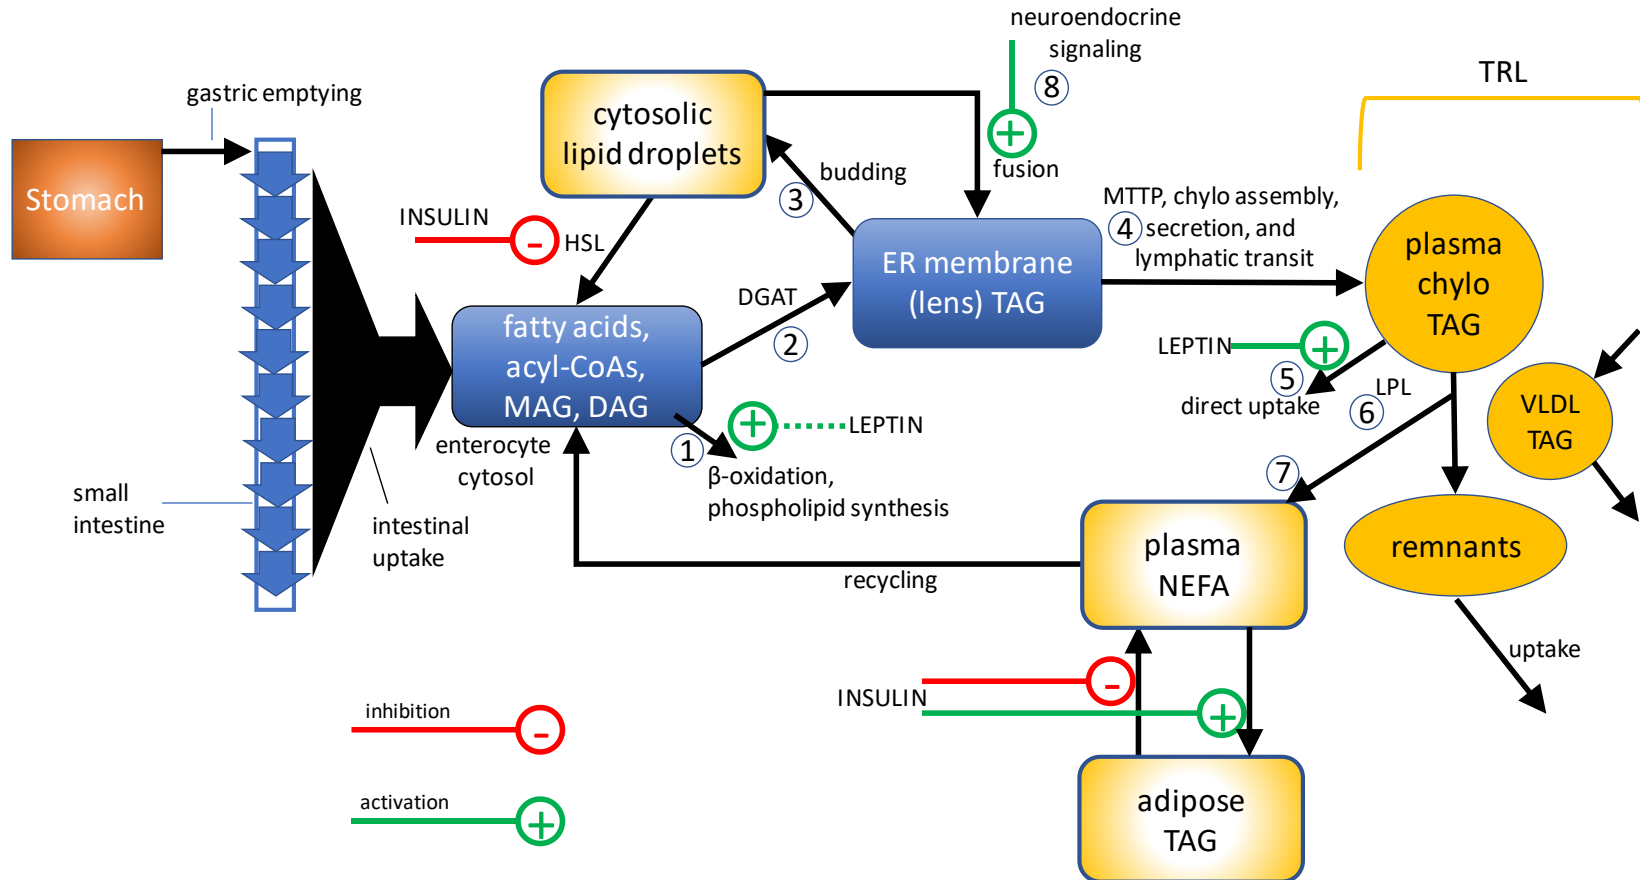 neuroendocrine
signaling
8
+
fusion
TRL
gastric emptying
Stomach
cytosolic
lipid droplets
budding
3
INSULIN
-
HSL
MTTP, chylo assembly,
4
secretion, and
lymphatic transit
ER membrane
(lens) TAG
plasma
chylo
TAG
DGAT
2
fatty acids,
acyl-CoAs,
MAG, DAG
LEPTIN
+
5
direct uptake
LPL
6
VLDL
TAG
enterocyte
cytosol
1
+
LEPTIN
β-oxidation,
phospholipid synthesis
7
small
intestine
intestinal
uptake
plasma
NEFA
remnants
recycling
uptake
INSULIN
-
+
inhibition
-
activation
+
adipose
TAG